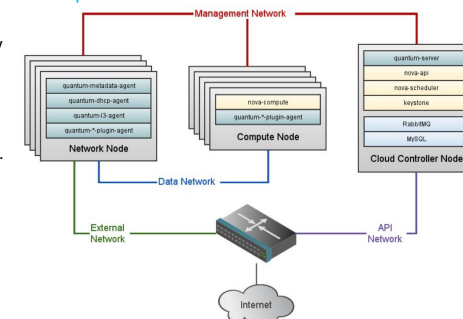 Management Network
quantum-metadata-agent
quantum-dhcp-agent
quantum-l3-agent
quantum-*-plugin-agent
Network Node
nova-compute
quantum-*-plugin-agent
Compute Node
quantum-server
nova-api
nova-scheduler
keystone
RabbitMQ
MySQL
Cloud Controller Node
Data Network
External
Network
API
Network
Internet